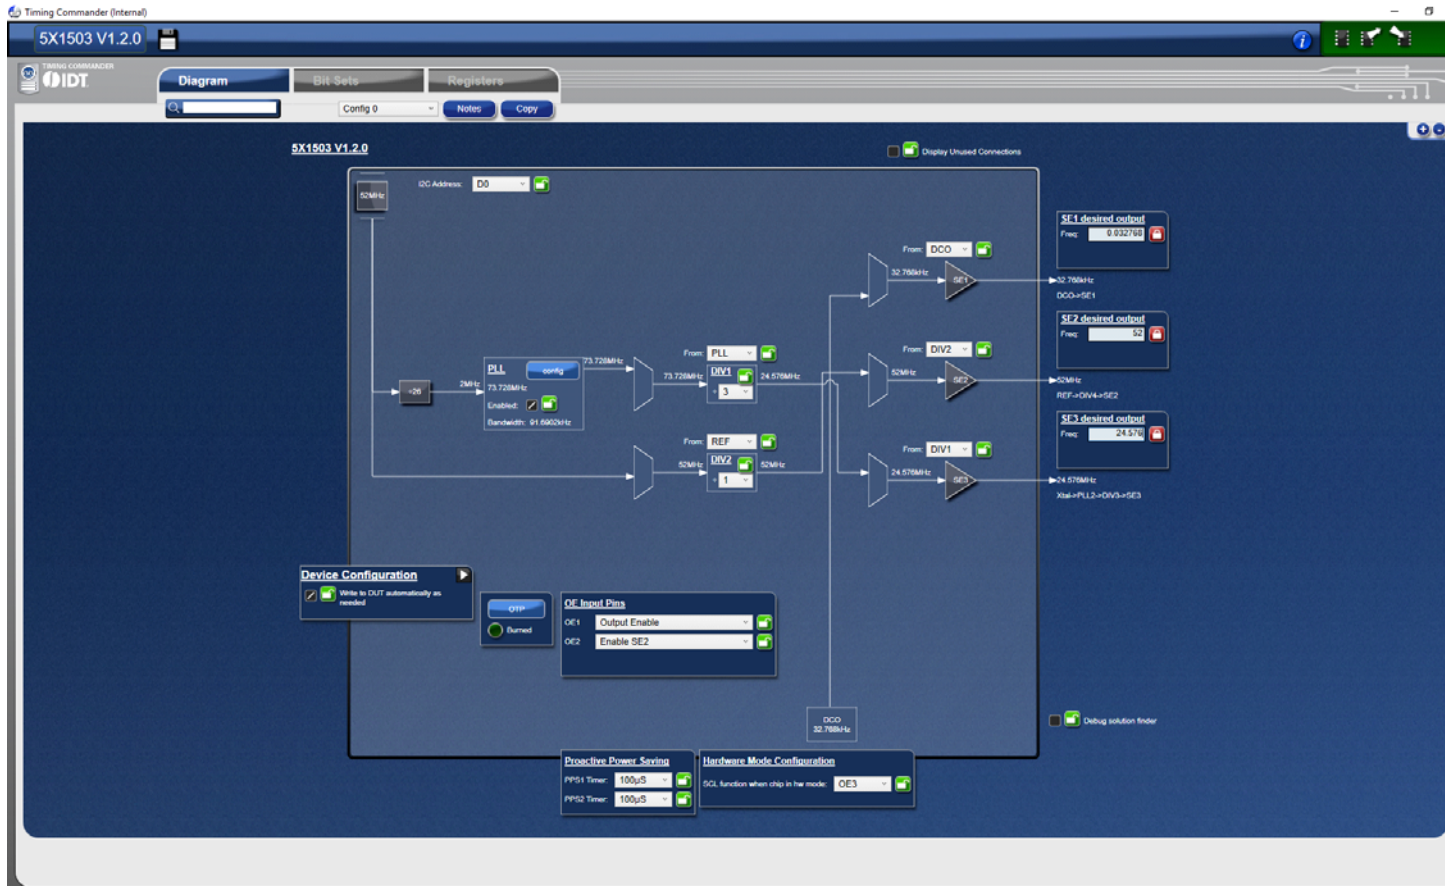 Timing Commander (Internal)
5X1503 V1.2.0
TIMING COMMANDER
IDT
Diagram
Bit Sets
Registers
Config 0
Notes
Copy
5X1503 V1.2.0
Display Unused Connections
52MHz
I2C Address: D0
SE1 desired output
Freq: 0.032768
From: DCO
32.768kHz
SE1
32.768kHz
DCO->SE1
SE2 desired output
Freq: 52
From: DIV2
52MHz
SE2
52MHz
REF->DIV4->SE2
SE3 desired output
Freq: 24.576
From: DIV1
24.576MHz
SE3
24.576MHz
Xtal->PLL2->DIV3->SE3
÷26
2MHz
PLL
config
73.728MHz
Enabled:
Bandwidth: 91.6902kHz
73.728MHz
From: PLL
73.728MHz
DIV1
÷ 3
24.576MHz
From: REF
52MHz
DIV2
÷ 1
52MHz
Device Configuration
Write to DUT automatically as
needed
OTP
Burned
OE Input Pins
OE1 Output Enable
OE2 Enable SE2
DCO
32.768kHz
Debug solution finder
Proactive Power Saving
PPS1 Timer: 100µS
PPS2 Timer: 100µS
Hardware Mode Configuration
SCL function when chip in hw mode: OE3